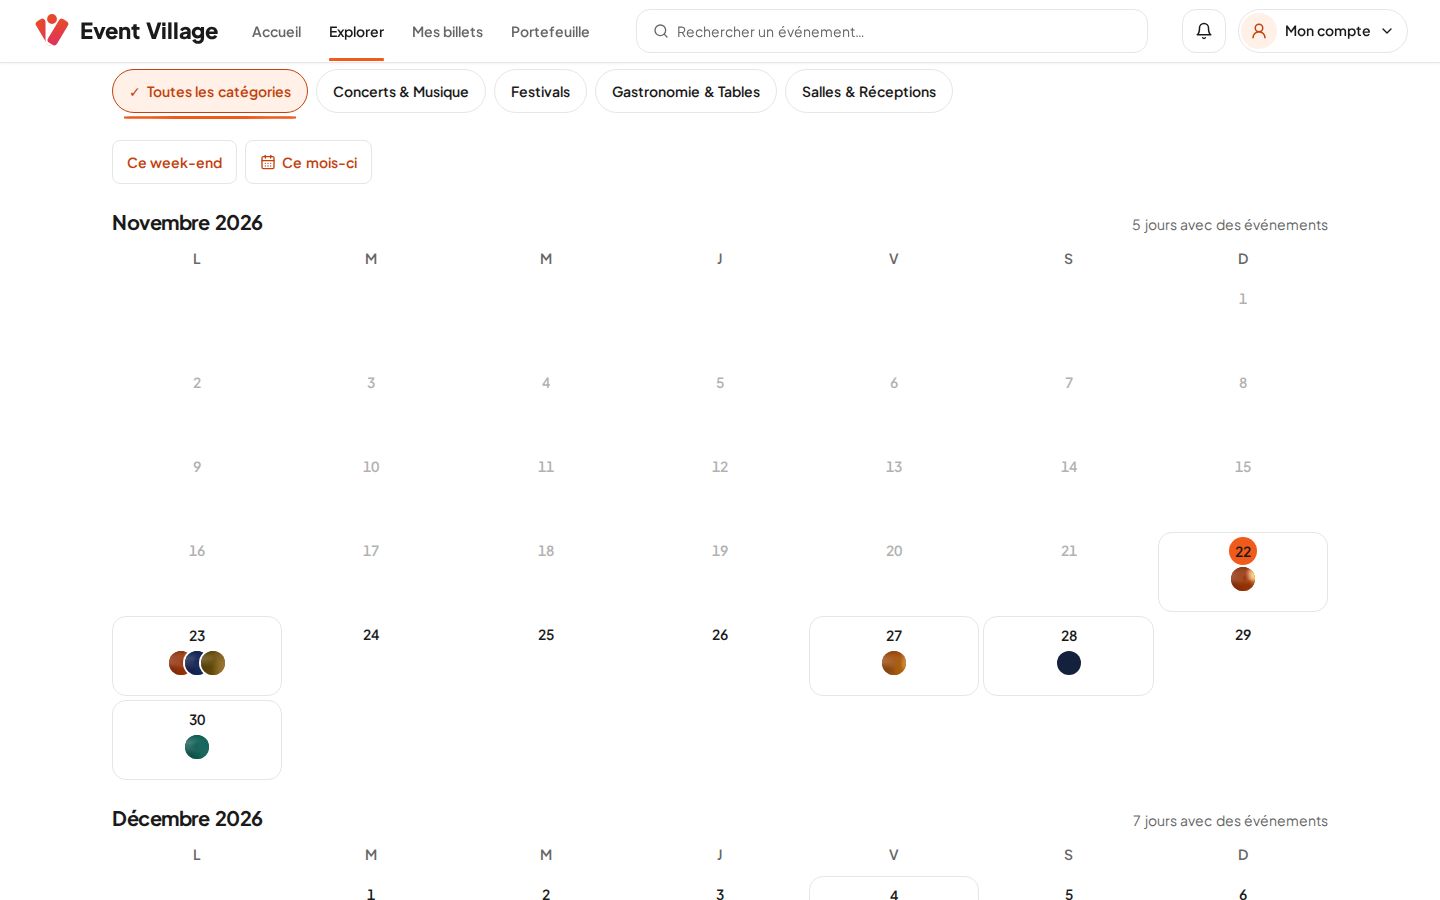 Event Village
Accueil
Explorer
Mes billets
Portefeuille
Rechercher un événement...
Mon compte
✓ Toutes les catégories
Concerts & Musique
Festivals
Gastronomie & Tables
Salles & Réceptions
Ce week-end
Ce mois-ci
Novembre 2026
5 jours avec des événements
L M M J V S D
1
2 3 4 5 6 7 8
9 10 11 12 13 14 15
16 17 18 19 20 21 22
23 24 25 26 27 28 29
30
Décembre 2026
7 jours avec des événements
L M M J V S D
1 2 3 4 5 6